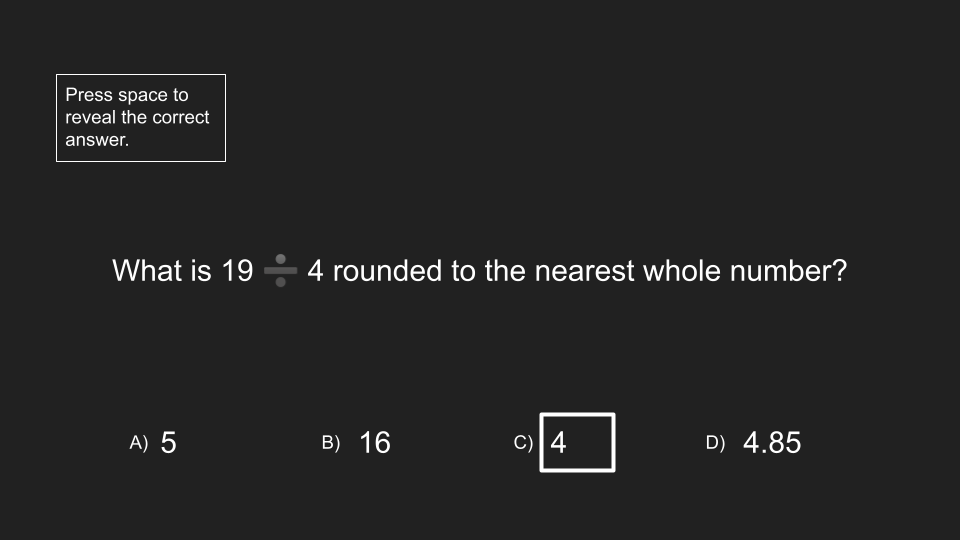 Press space to
reveal the correct
answer.
What is 19 ➗ 4 rounded to the nearest whole number?
A) 5 B) 16 C) 4 D) 4.85